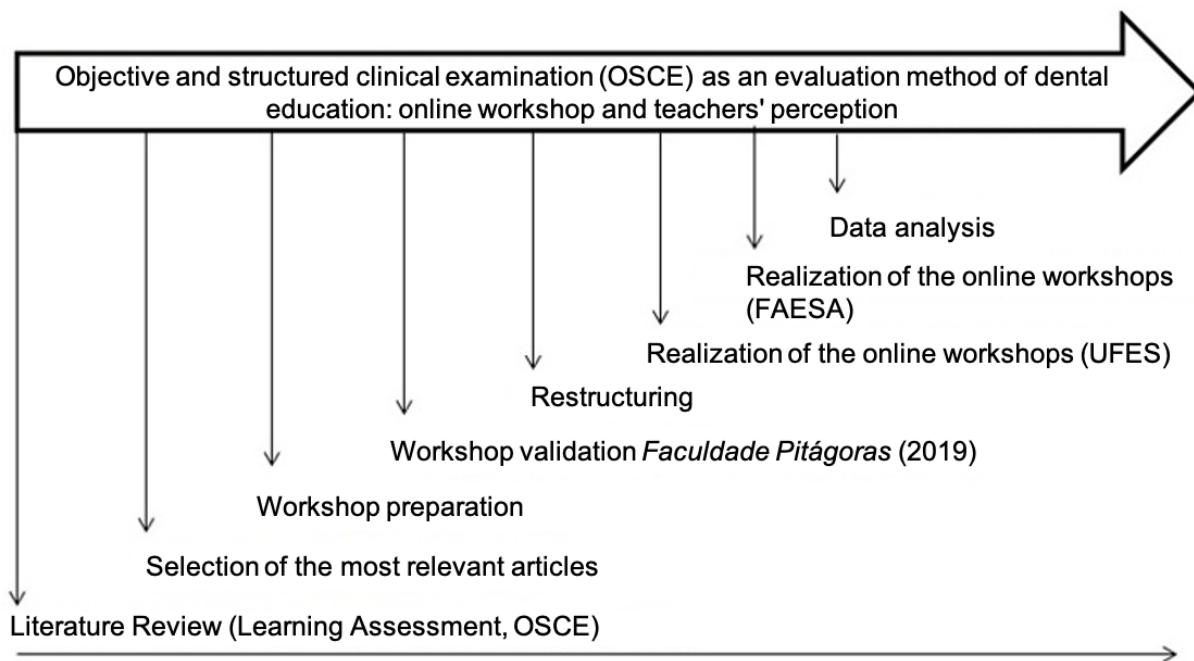 Objective and structured clinical examination (OSCE) as an evaluation method of dental
education: online workshop and teachers' perception
Data analysis
Realization of the online workshops
(FAESA)
Realization of the online workshops (UFES)
Restructuring
Workshop validation Faculdade Pitágoras (2019)
Workshop preparation
Selection of the most relevant articles
Literature Review (Learning Assessment, OSCE)